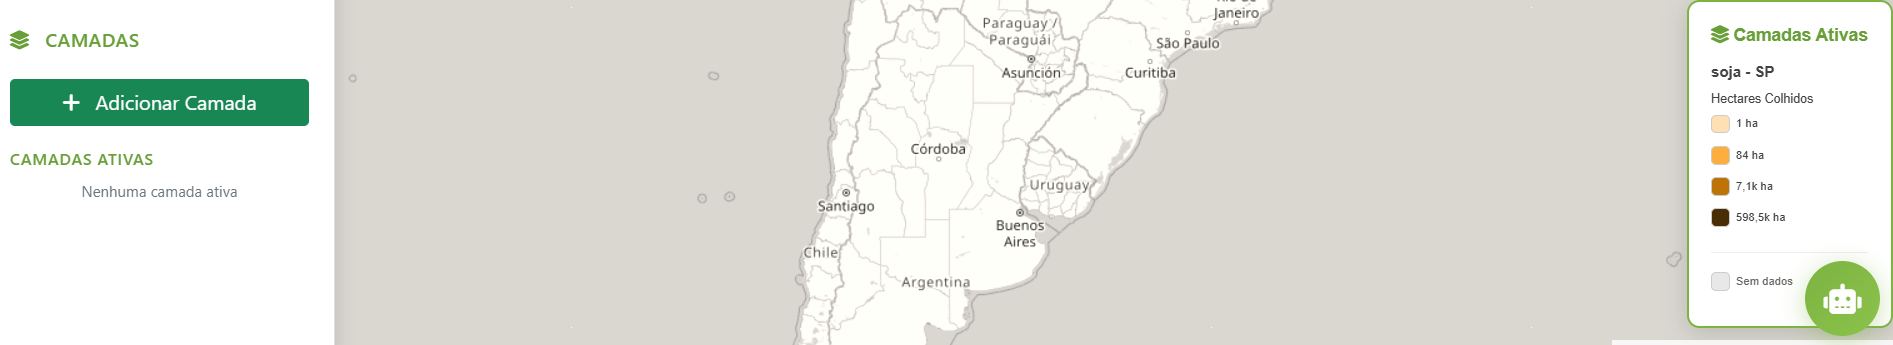 CAMADAS
Adicionar Camada
CAMADAS ATIVAS
Nenhuma camada ativa
Paraguay /
Paraguái
Janeiro
São Paulo
Asunción
Curitiba
Córdoba
Uruguay
Santiago
Buenos
Aires
Chile
Argentina
Camadas Ativas
soja - SP
Hectares Colhidos
1 ha
84 ha
7,1k ha
598,5k ha
Sem dados